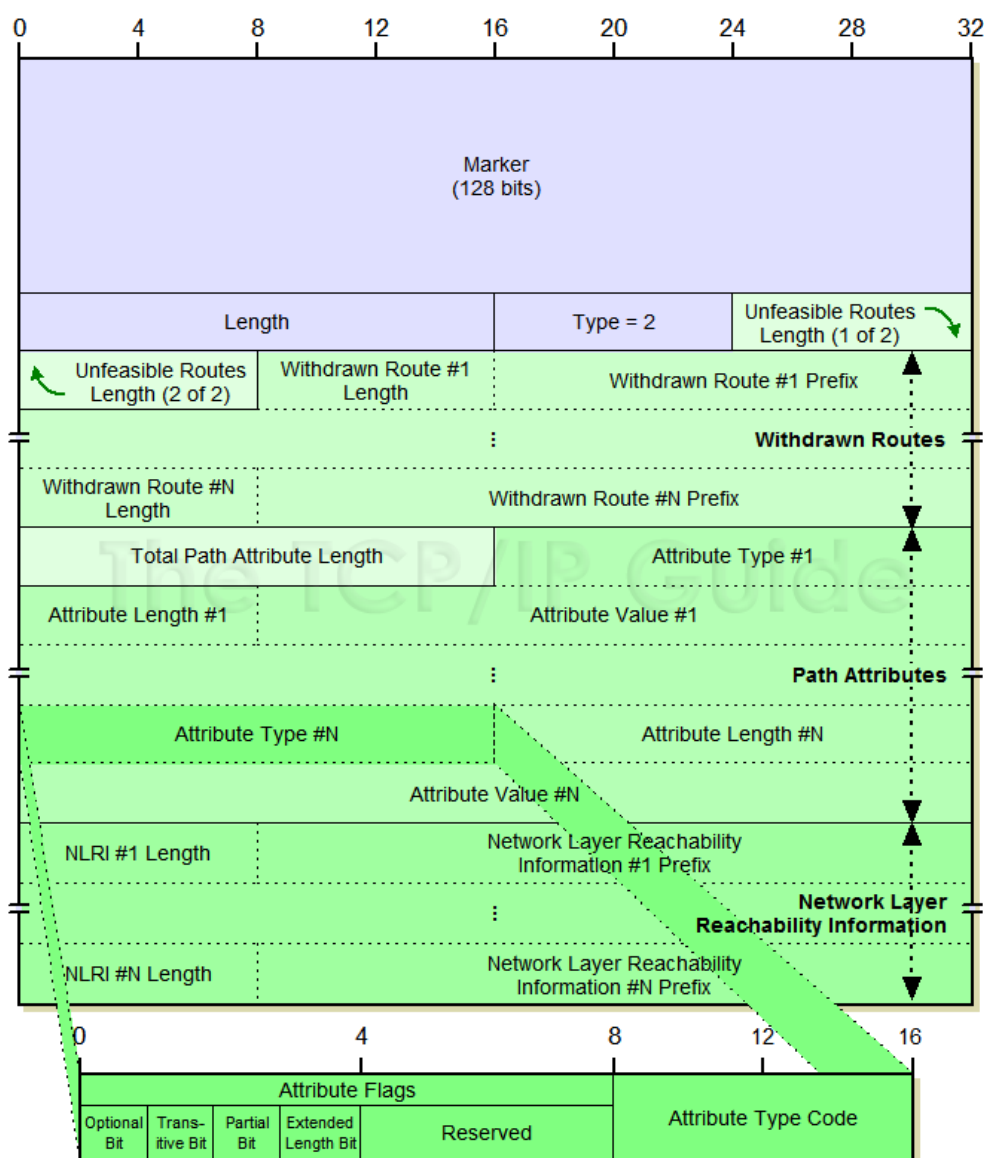 0 4 8 12 16 20 24 28 32
Marker
(128 bits)
Length
Type = 2
Unfeasible Routes
Length (1 of 2)
Unfeasible Routes
Length (2 of 2)
Withdrawn Route #1
Length
Withdrawn Route #1 Prefix
⋮
Withdrawn Routes
Withdrawn Route #N
Length
Withdrawn Route #N Prefix
Total Path Attribute Length
Attribute Type #1
The TCP/IP Guide
Attribute Length #1
Attribute Value #1
⋮
Path Attributes
Attribute Type #N
Attribute Length #N
Attribute Value #N
NLRI #1 Length
Network Layer Reachability
Information #1 Prefix
⋮
Network Layer
Reachability Information
NLRI #N Length
Network Layer Reachability
Information #N Prefix
0 4 8 12 16
Attribute Flags
Optional
Bit
Trans-
itive Bit
Partial
Bit
Extended
Length Bit
Reserved
Attribute Type Code